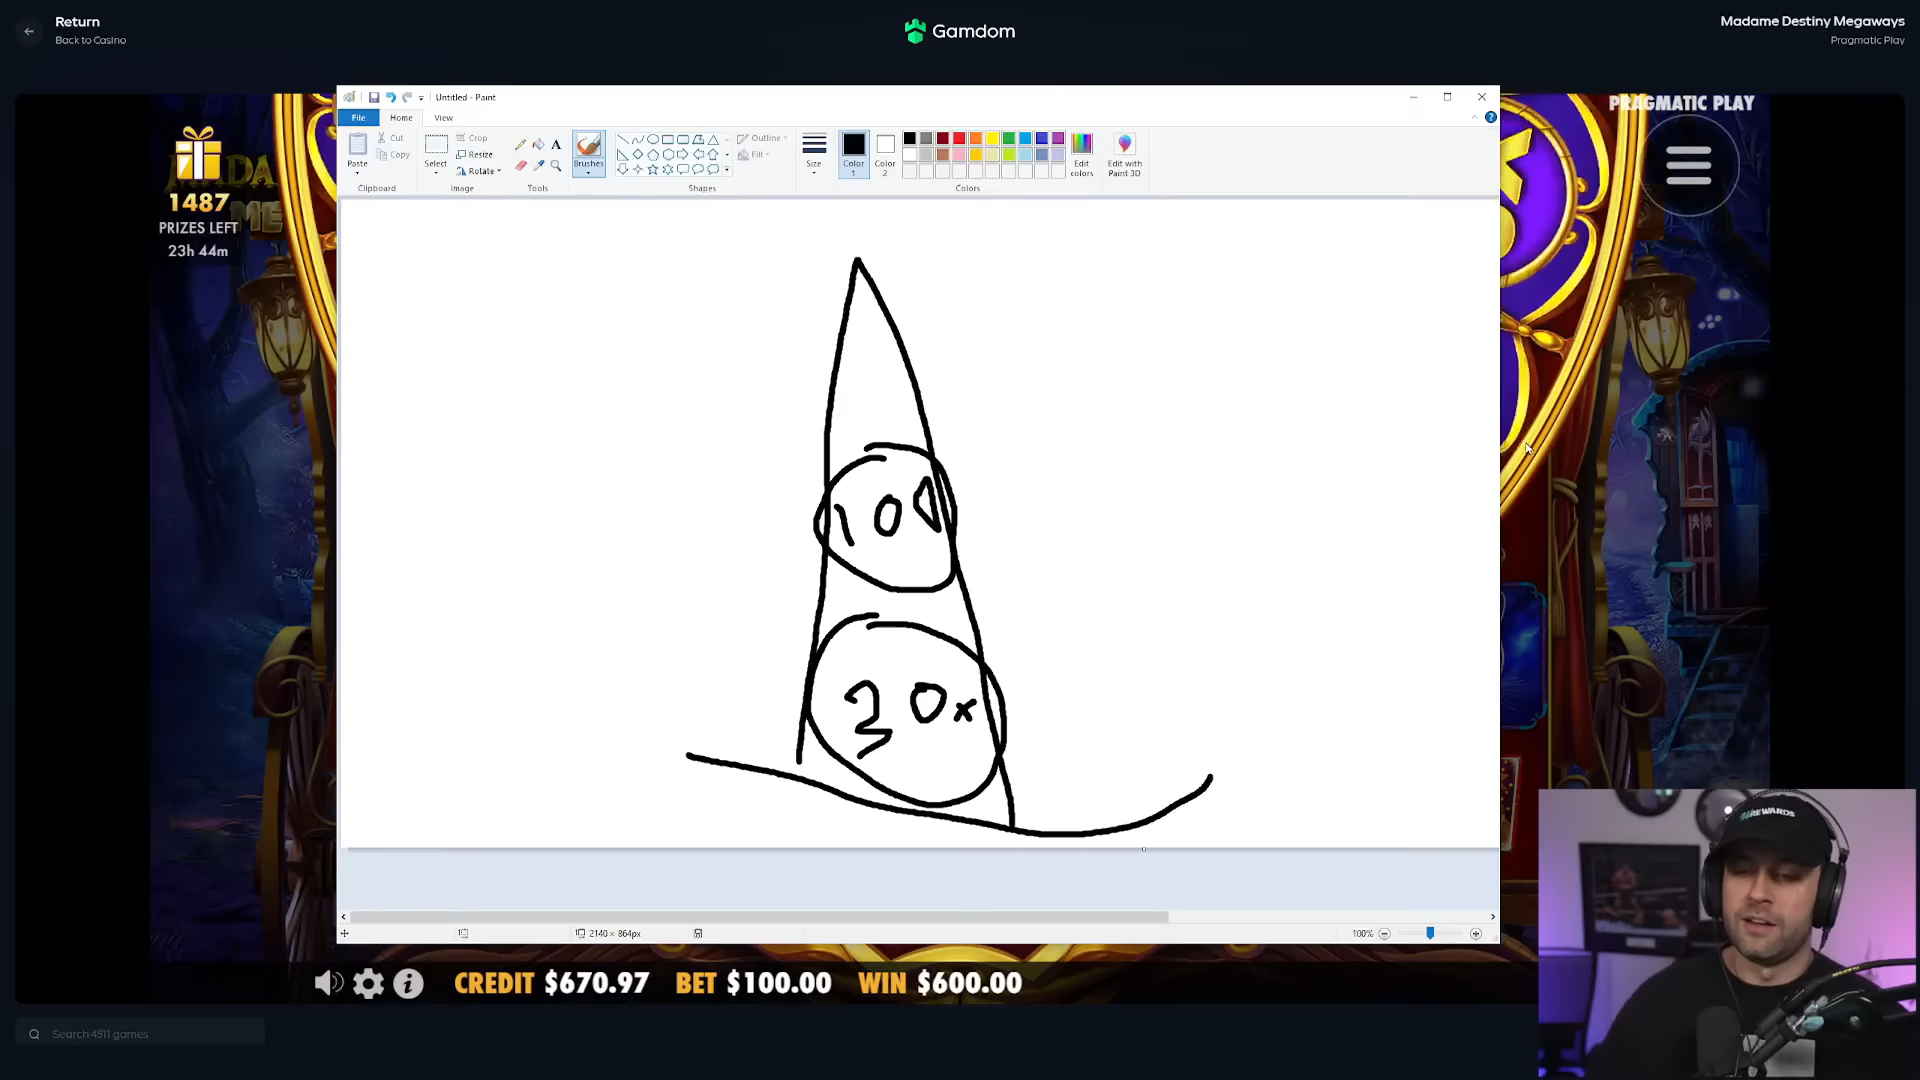 Return
Back to Casino
Gamdom
Madame Destiny Megaways
Pragmatic Play
PRAGMATIC PLAY
1487
PRIZES LEFT
23h 44m
Untitled - Paint
File
Home
View
Paste
Cut
Copy
Clipboard
Select
Crop
Resize
Rotate
Image
Tools
Brushes
Shapes
Outline
Fill
Size
Color 1
Color 2
Colors
Edit colors
Edit with Paint 3D
100
30x
2140 × 864px
100%
CREDIT $670.97 BET $100.00 WIN $600.00
Search 4511 games
REWARDS